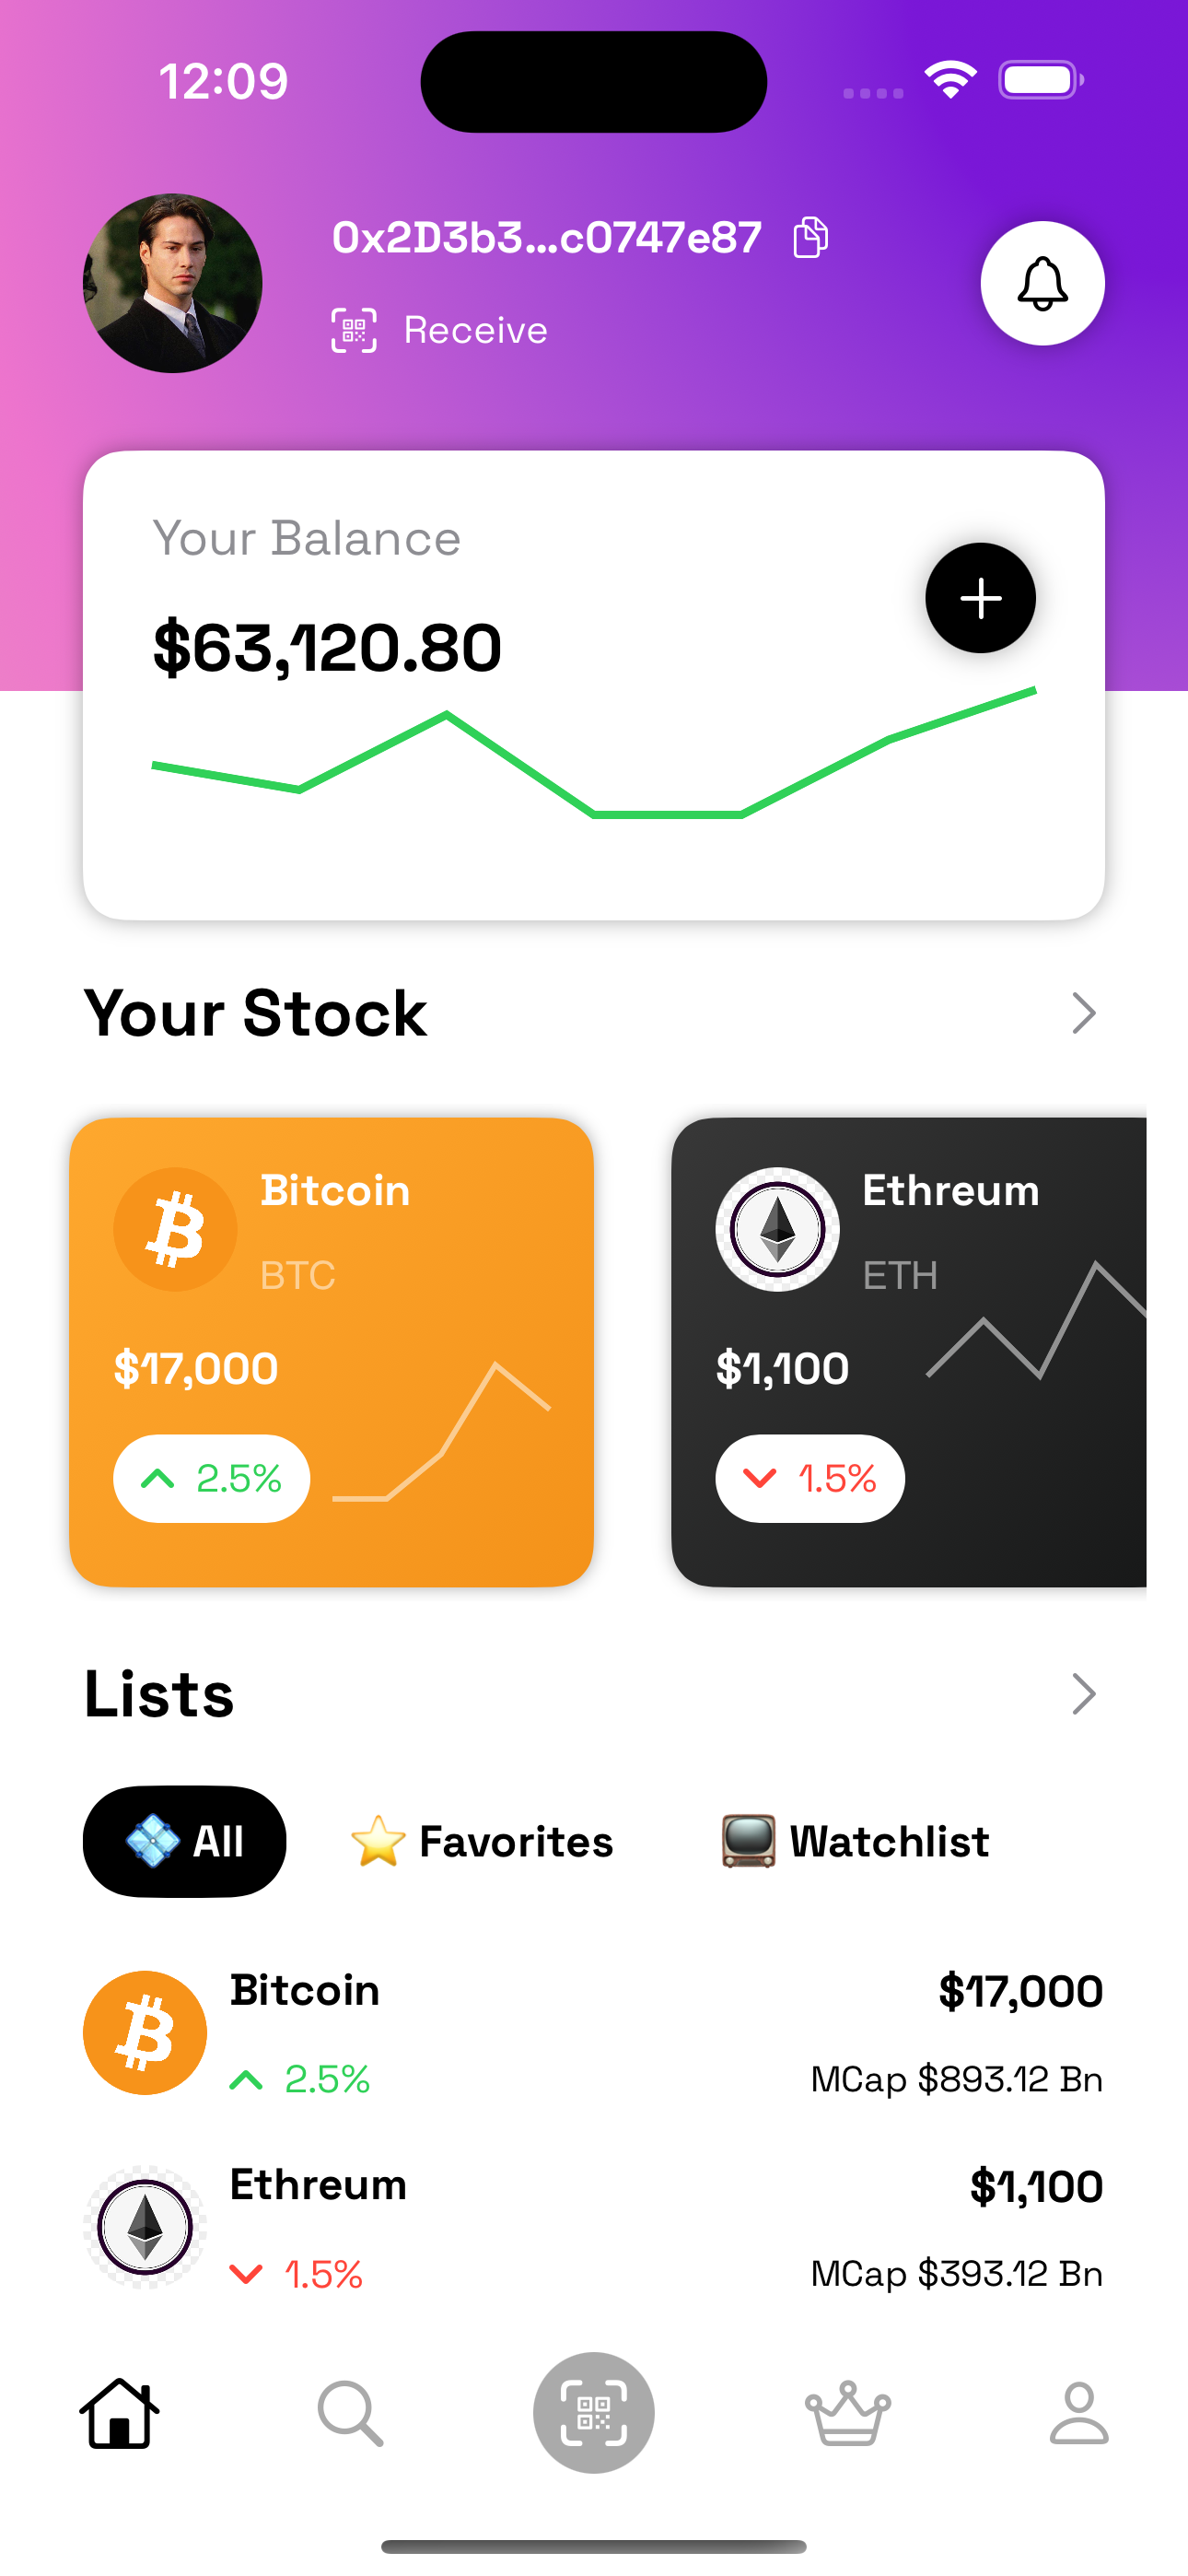 12:09
0x2D3b3...c0747e87
Receive
Your Balance
$63,120.80
Your Stock
Bitcoin
BTC
$17,000
2.5%
Ethreum
ETH
$1,100
1.5%
Lists
💠 All ⭐ Favorites 📺 Watchlist
Bitcoin $17,000
2.5% MCap $893.12 Bn
Ethreum $1,100
1.5% MCap $393.12 Bn